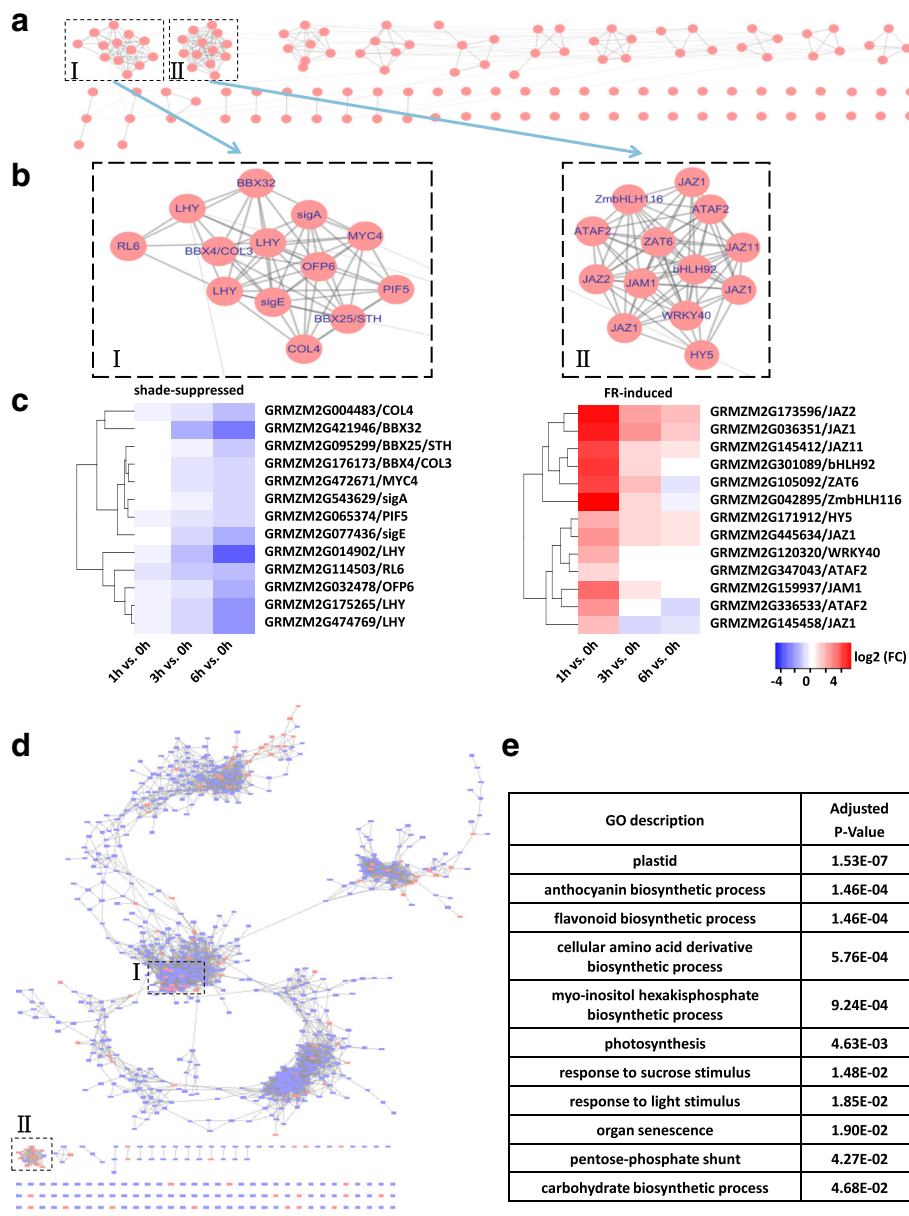 a
I
II
b
BBX32
LHY
sigA
MYC4
RL6
BBX4/COL3
LHY
OFP6
LHY
sigE
PIF5
BBX25/STH
COL4
I
JAZ1
ZmbHLH116
ATAF2
ATAF2
ZAT6
JAZ11
bHLH92
JAZ2
JAM1
JAZ1
WRKY40
JAZ1
HY5
II
c
shade-suppressed
GRMZM2G004483/COL4
GRMZM2G421946/BBX32
GRMZM2G095299/BBX25/STH
GRMZM2G176173/BBX4/COL3
GRMZM2G472671/MYC4
GRMZM2G543629/sigA
GRMZM2G065374/PIF5
GRMZM2G077436/sigE
GRMZM2G014902/LHY
GRMZM2G114503/RL6
GRMZM2G032478/OFP6
GRMZM2G175265/LHY
GRMZM2G474769/LHY
1h vs. 0h
3h vs. 0h
6h vs. 0h
FR-induced
GRMZM2G173596/JAZ2
GRMZM2G036351/JAZ1
GRMZM2G145412/JAZ11
GRMZM2G301089/bHLH92
GRMZM2G105092/ZAT6
GRMZM2G042895/ZmbHLH116
GRMZM2G171912/HY5
GRMZM2G445634/JAZ1
GRMZM2G120320/WRKY40
GRMZM2G347043/ATAF2
GRMZM2G159937/JAM1
GRMZM2G336533/ATAF2
GRMZM2G145458/JAZ1
1h vs. 0h
3h vs. 0h
6h vs. 0h
log2 (FC)
-4 0 4
d
I
II
e
GO description Adjusted
P-Value
plastid 1.53E-07
anthocyanin biosynthetic process 1.46E-04
flavonoid biosynthetic process 1.46E-04
cellular amino acid derivative
biosynthetic process 5.76E-04
myo-inositol hexakisphosphate
biosynthetic process 9.24E-04
photosynthesis 4.63E-03
response to sucrose stimulus 1.48E-02
response to light stimulus 1.85E-02
organ senescence 1.90E-02
pentose-phosphate shunt 4.27E-02
carbohydrate biosynthetic process 4.68E-02